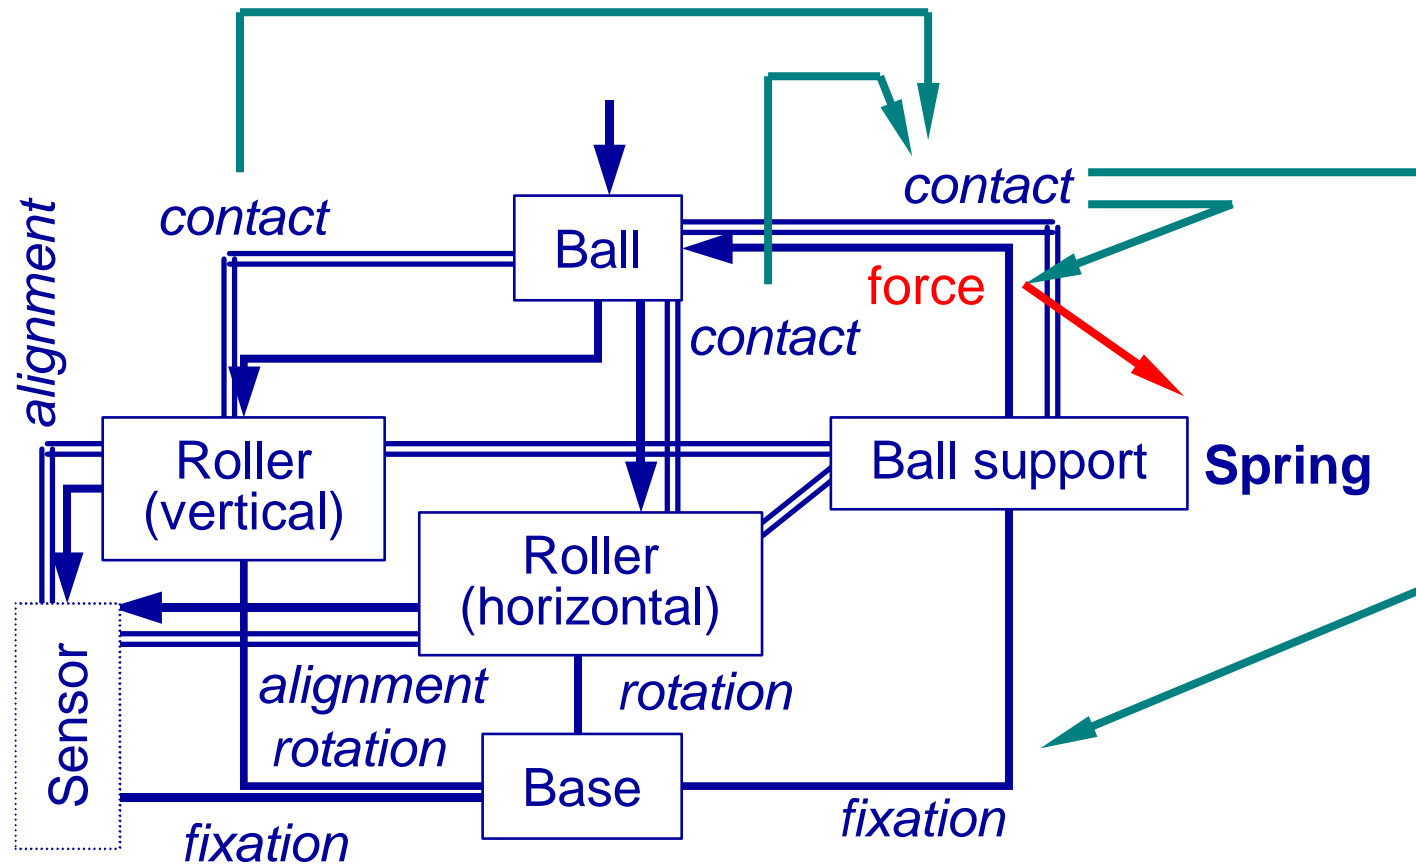 contact
contact
alignment
Ball
force
contact
Roller
(vertical)
Ball support
Spring
Roller
(horizontal)
Sensor
alignment
rotation
rotation
Base
fixation
fixation